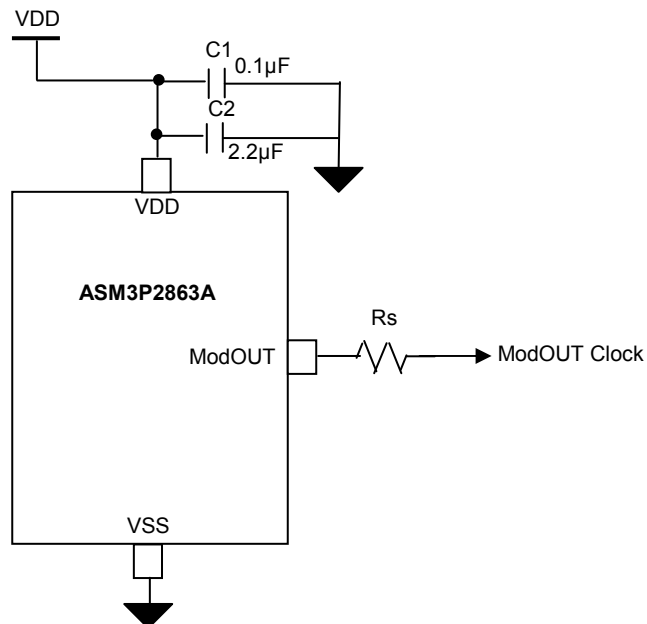 VDD
C1
0.1µF
C2
2.2µF
VDD
ASM3P2863A
Rs
ModOUT
ModOUT Clock
VSS